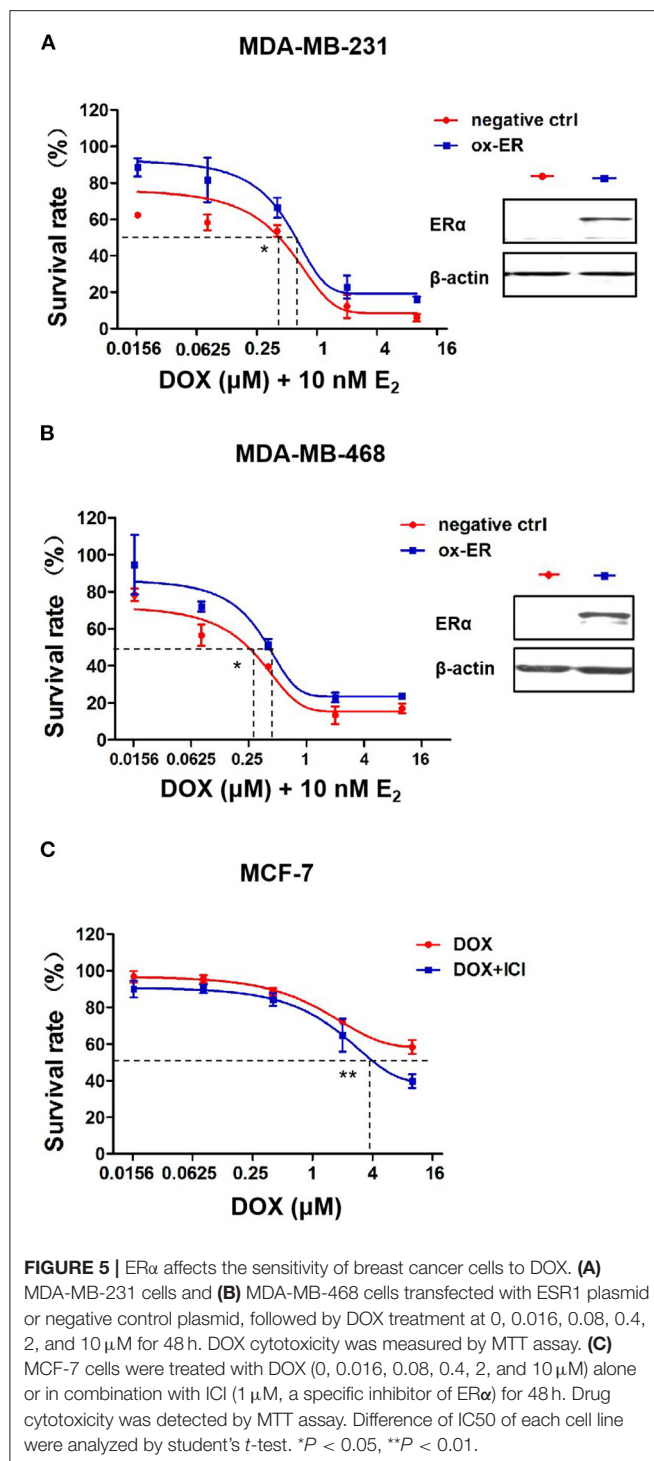 A
MDA-MB-231
negative ctrl
ox-ER
Survival rate (%)
120
100
80
60
40
20
0
*
0.0156 0.0625 0.25 1 4 16
DOX (μM) + 10 nM E₂
ERα
β-actin
B
MDA-MB-468
negative ctrl
ox-ER
Survival rate (%)
120
100
80
60
40
20
0
*
0.0156 0.0625 0.25 1 4 16
DOX (μM) + 10 nM E₂
ERα
β-actin
C
MCF-7
DOX
DOX+ICI
Survival rate (%)
120
100
80
60
40
20
0
**
0.0156 0.0625 0.25 1 4 16
DOX (μM)
FIGURE 5 | ERα affects the sensitivity of breast cancer cells to DOX. (A)
MDA-MB-231 cells and (B) MDA-MB-468 cells transfected with ESR1 plasmid
or negative control plasmid, followed by DOX treatment at 0, 0.016, 0.08, 0.4,
2, and 10 μM for 48 h. DOX cytotoxicity was measured by MTT assay. (C)
MCF-7 cells were treated with DOX (0, 0.016, 0.08, 0.4, 2, and 10 μM) alone
or in combination with ICI (1 μM, a specific inhibitor of ERα) for 48 h. Drug
cytotoxicity was detected by MTT assay. Difference of IC50 of each cell line
were analyzed by student's t-test. *P < 0.05, **P < 0.01.